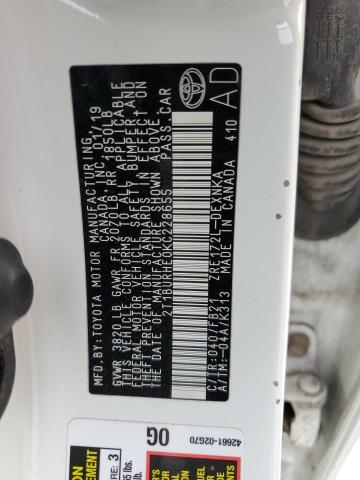 MFD.BY:TOYOTA MOTOR MANUFACTURING
CANADA, INC. 01/19
GVWR 3820LB GAWR FR 2070LB RR 1850LB
THIS VEHICLE CONFORMS TO ALL APPLICABLE
FEDERAL MOTOR VEHICLE SAFETY, BUMPER, AND
THEFT PREVENTION STANDARDS IN EFFECT ON
THE DATE OF MANUFACTURE SHOWN ABOVE.
2T1BURHE0KC228655 PASS.CAR
C/TR:040/FB21 ZRE172L-DEXNKA
A/TM:-04A/K313 MADE IN CANADA 410
AD
42661-02G70
0G